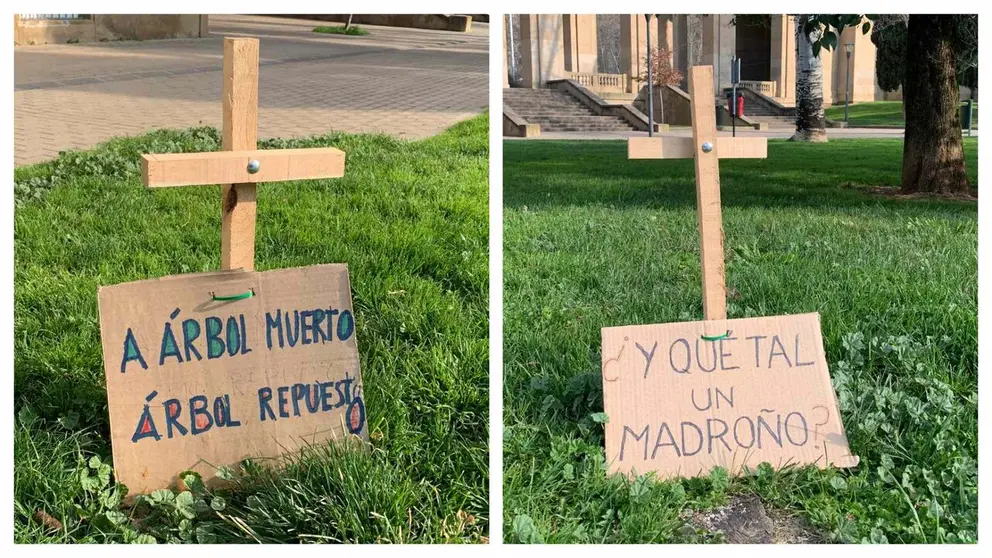 A ÁRBOL MUERTO
ÁRBOL REPUESTO
¿Y QUÉ TAL
UN
MADROÑO?